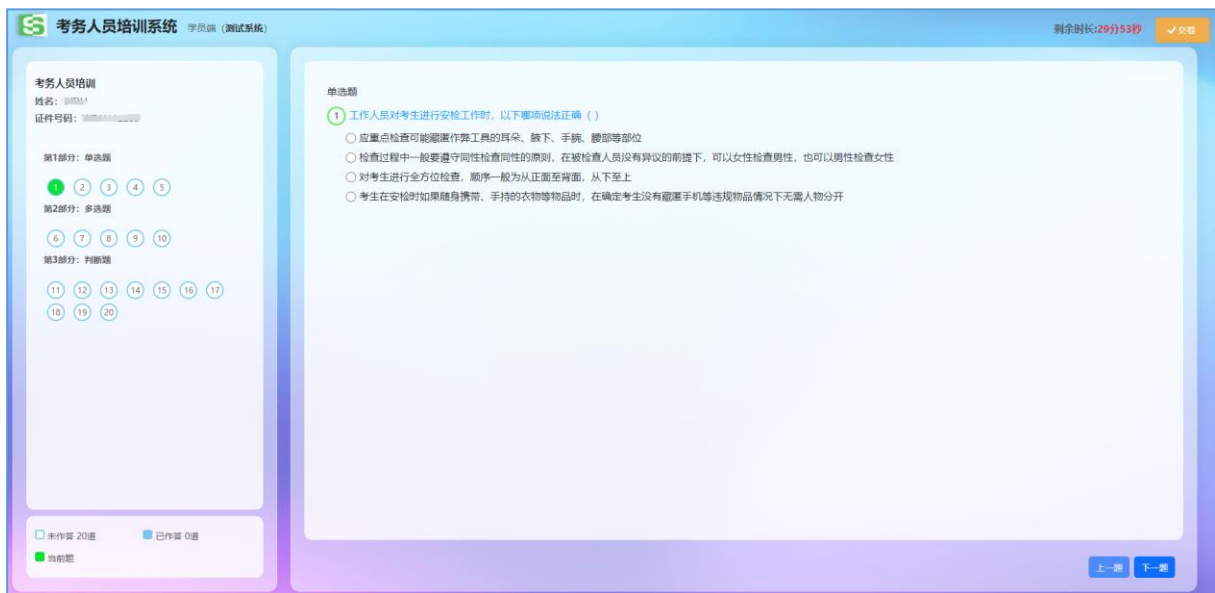 考务人员培训系统 学员端（测试系统）
剩余时长:29分53秒
交卷
考务人员培训
姓名：
证件号码：
第1部分：单选题
1 2 3 4 5
第2部分：多选题
6 7 8 9 10
第3部分：判断题
11 12 13 14 15 16 17
18 19 20
未作答 20道 已作答 0道
当前题
单选题
1 工作人员对考生进行安检工作时，以下哪项说法正确（ ）
应重点检查可能藏匿作弊工具的耳朵、腋下、手腕、腰部等部位
检查过程中一般要遵守同性检查同性的原则，在被检查人员没有异议的前提下，可以女性检查男性，也可以男性检查女性
对考生进行全方位检查，顺序一般为从正面至背面，从下至上
考生在安检时如果随身携带、手持的衣物等物品时，在确定考生没有藏匿手机等违规物品情况下无需人物分开
上一题 下一题